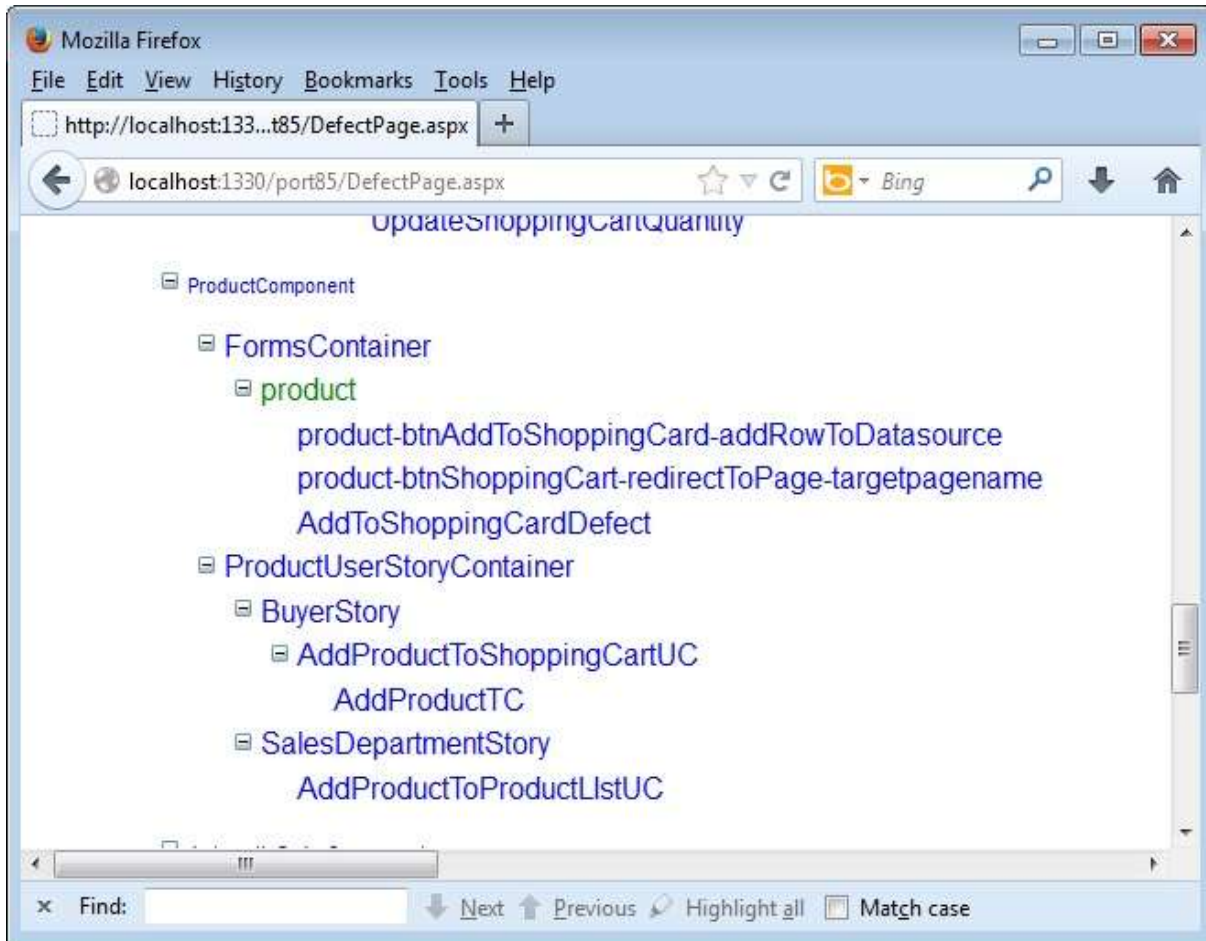 Mozilla Firefox
File Edit View History Bookmarks Tools Help
http://localhost:133...t85/DefectPage.aspx +
localhost:1330/port85/DefectPage.aspx Bing
UpdateShoppingCartQuantity
ProductComponent
FormsContainer
product
product-btnAddToShoppingCard-addRowToDatasource
product-btnShoppingCart-redirectToPage-targetpagename
AddToShoppingCardDefect
ProductUserStoryContainer
BuyerStory
AddProductToShoppingCartUC
AddProductTC
SalesDepartmentStory
AddProductToProductLIstUC
× Find: Next Previous Highlight all Match case